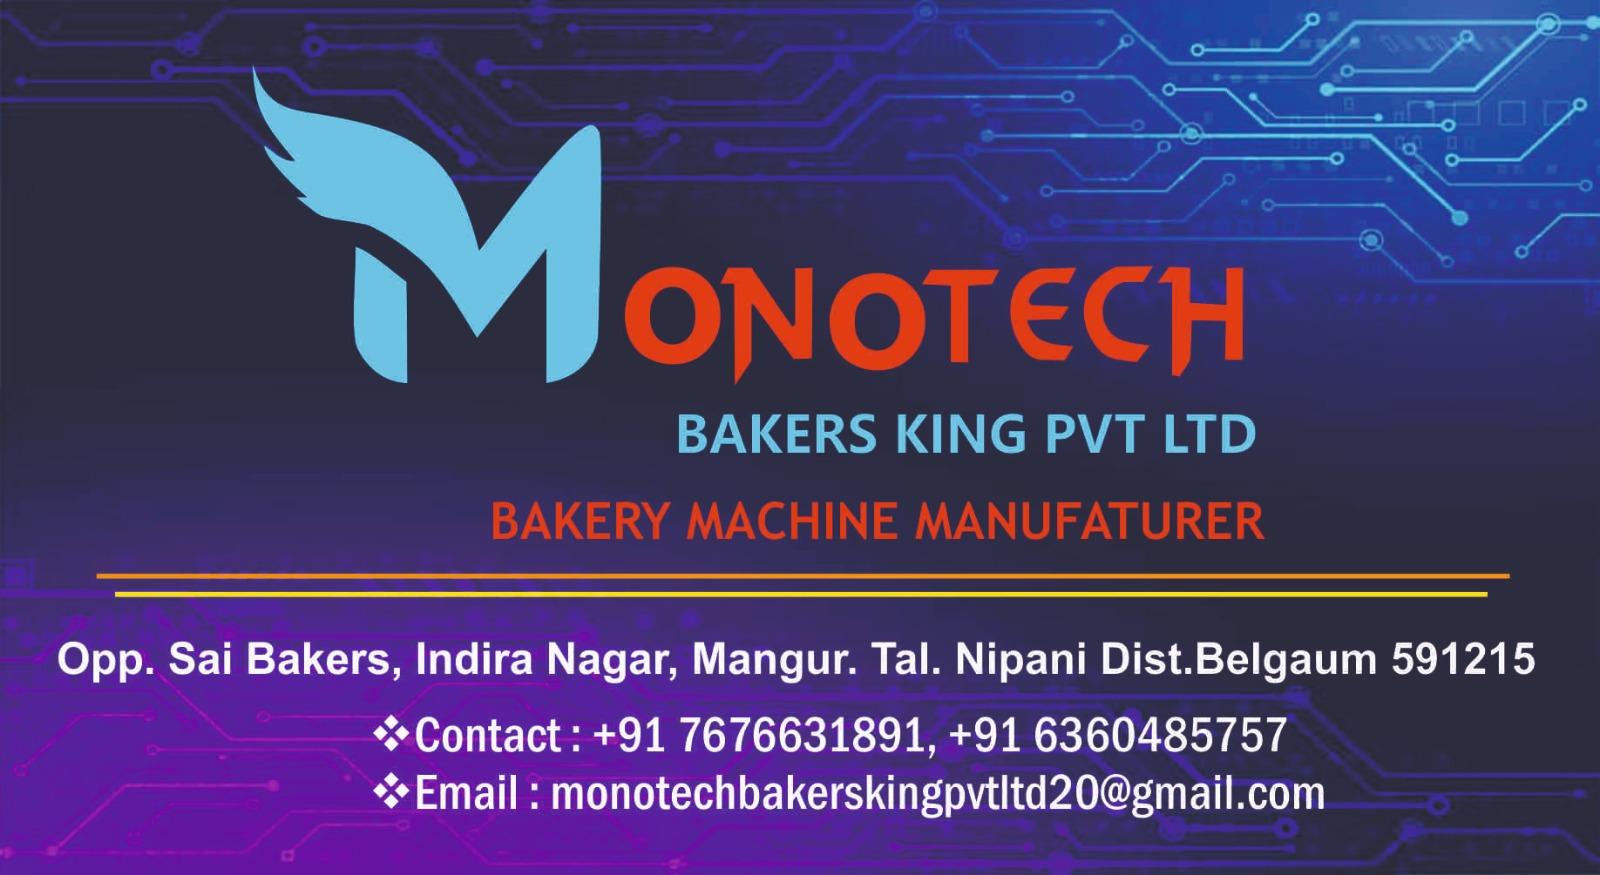 MONOTECH
BAKERS KING PVT LTD
BAKERY MACHINE MANUFATURER
Opp. Sai Bakers, Indira Nagar, Mangur. Tal. Nipani Dist.Belgaum 591215
❖Contact : +91 7676631891, +91 6360485757
❖Email : monotechbakerskingpvtltd20@gmail.com